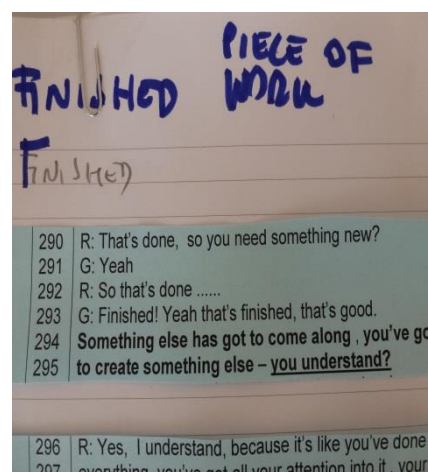 PIECE OF
FINISHED WORK
FINISHED
290 R: That's done, so you need something new?
291 G: Yeah
292 R: So that's done ......
293 G: Finished! Yeah that's finished, that's good.
294 Something else has got to come along , you've go
295 to create something else – you understand?
296 R: Yes, I understand, because it's like you've done
297 everything, you've got all your attention into it , your